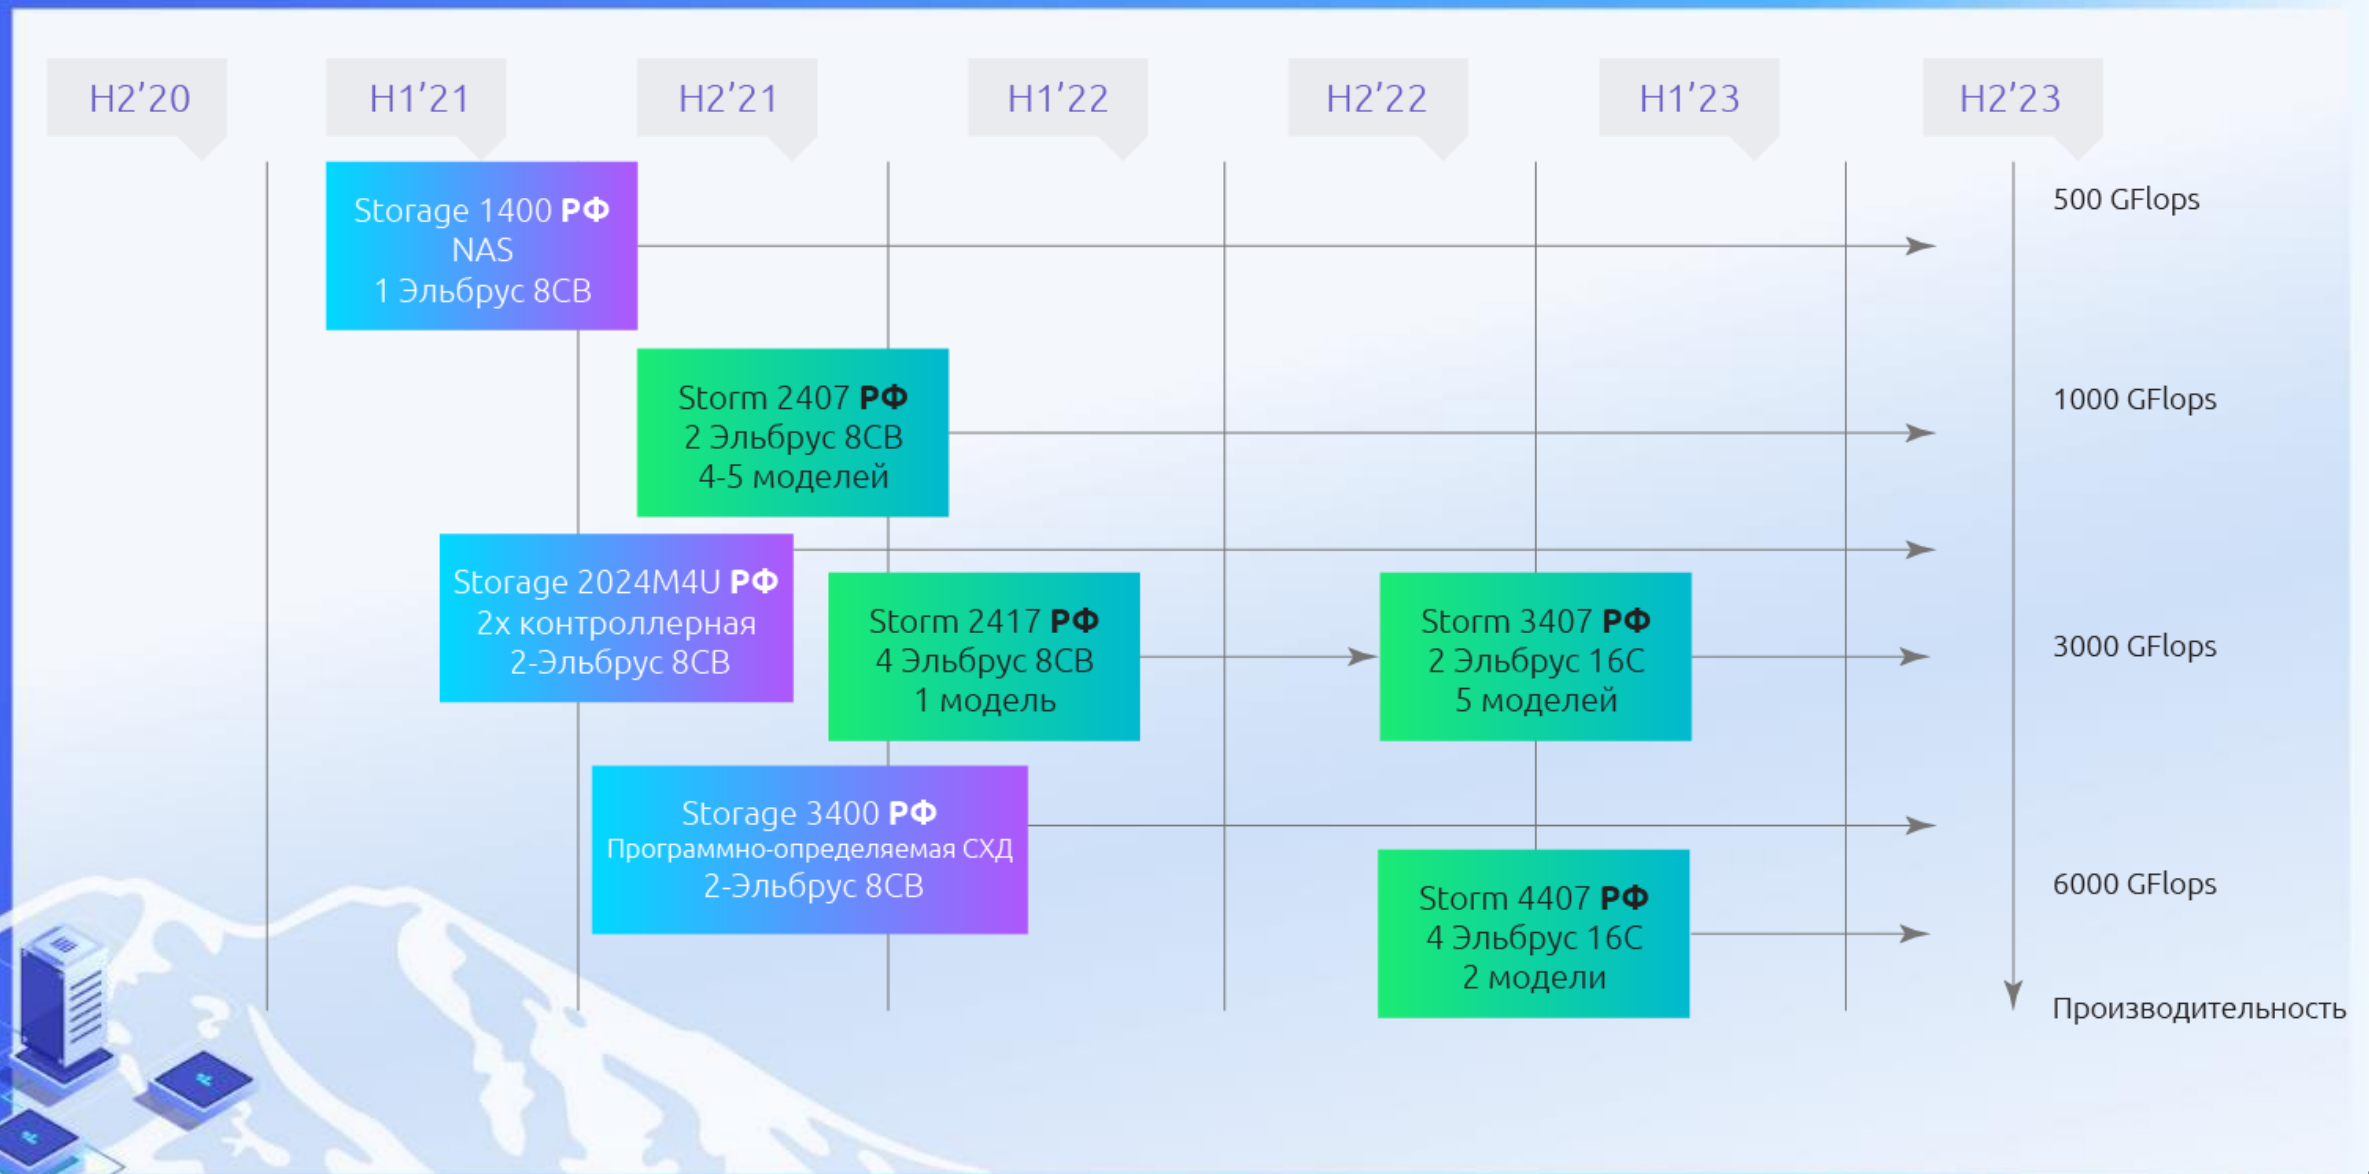 H2’20
H1’21
H2’21
H1’22
H2’22
H1’23
H2’23
Storage 1400 РФ
NAS
1 Эльбрус 8СВ
500 GFlops
Storm 2407 РФ
2 Эльбрус 8СВ
4-5 моделей
1000 GFlops
Storage 2024M4U РФ
2х контроллерная
2-Эльбрус 8СВ
Storm 2417 РФ
4 Эльбрус 8СВ
1 модель
Storm 3407 РФ
2 Эльбрус 16С
5 моделей
3000 GFlops
Storage 3400 РФ
Программно-определяемая СХД
2-Эльбрус 8СВ
Storm 4407 РФ
4 Эльбрус 16С
2 модели
6000 GFlops
Производительность